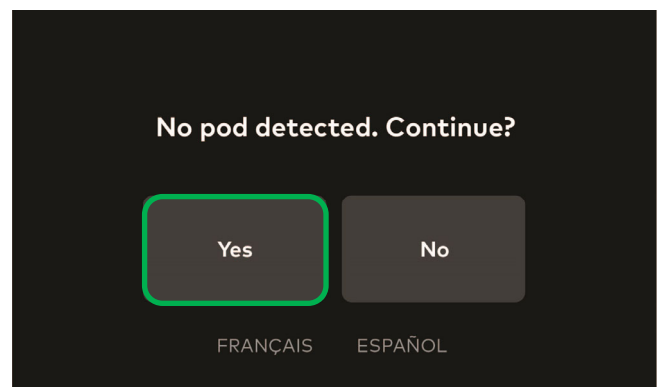 No pod detected. Continue?
Yes No
FRANÇAIS ESPAÑOL